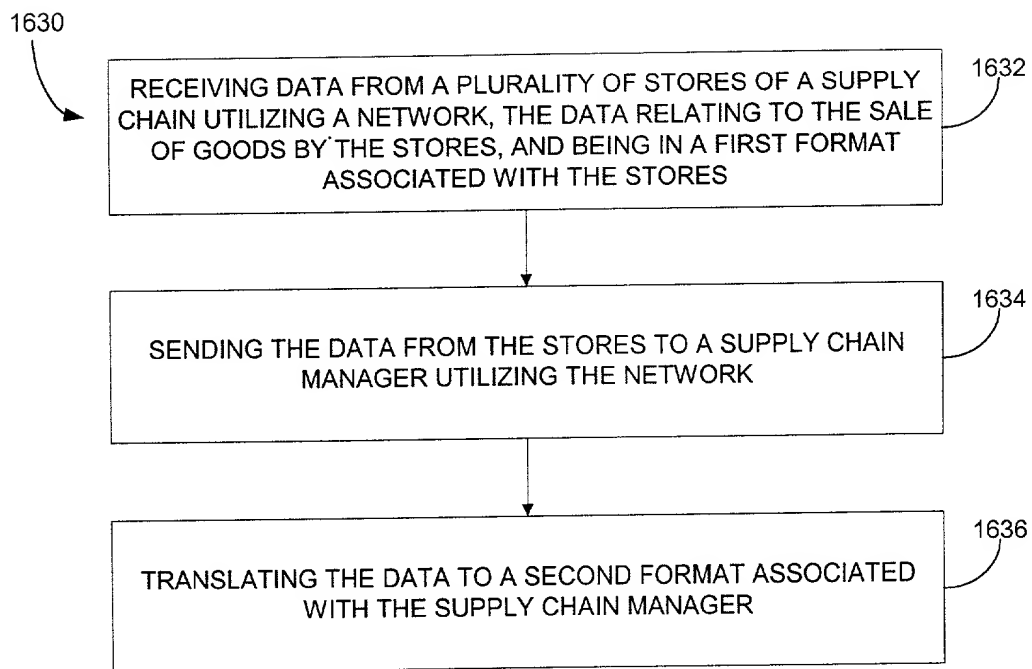 1630
1632
RECEIVING DATA FROM A PLURALITY OF STORES OF A SUPPLY
CHAIN UTILIZING A NETWORK, THE DATA RELATING TO THE SALE
OF GOODS BY THE STORES, AND BEING IN A FIRST FORMAT
ASSOCIATED WITH THE STORES
1634
SENDING THE DATA FROM THE STORES TO A SUPPLY CHAIN
MANAGER UTILIZING THE NETWORK
1636
TRANSLATING THE DATA TO A SECOND FORMAT ASSOCIATED
WITH THE SUPPLY CHAIN MANAGER